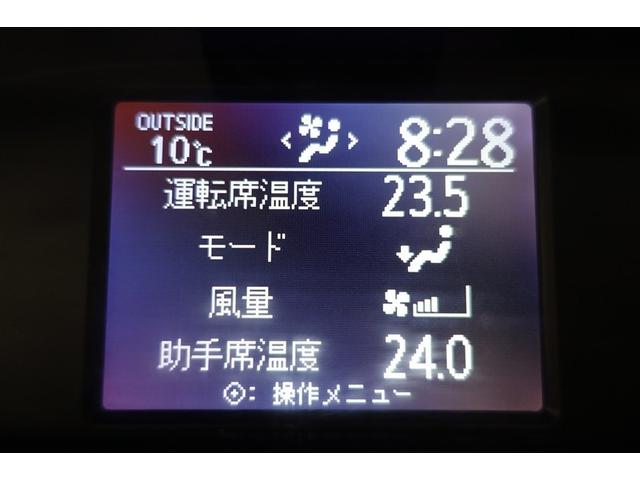 OUTSIDE
10℃
8:28
運転席温度 23.5
モード
風量
助手席温度 24.0
: 操作メニュー